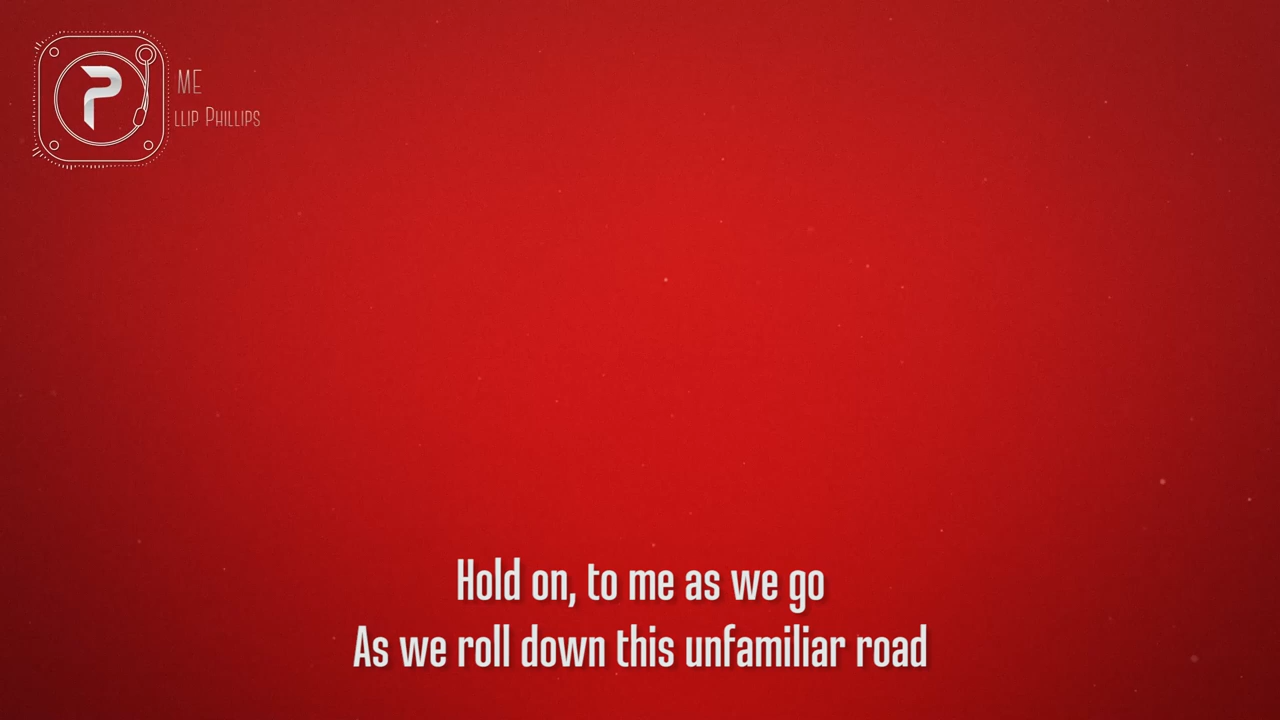 P
ME
LLIP PHILLIPS
Hold on, to me as we go
As we roll down this unfamiliar road